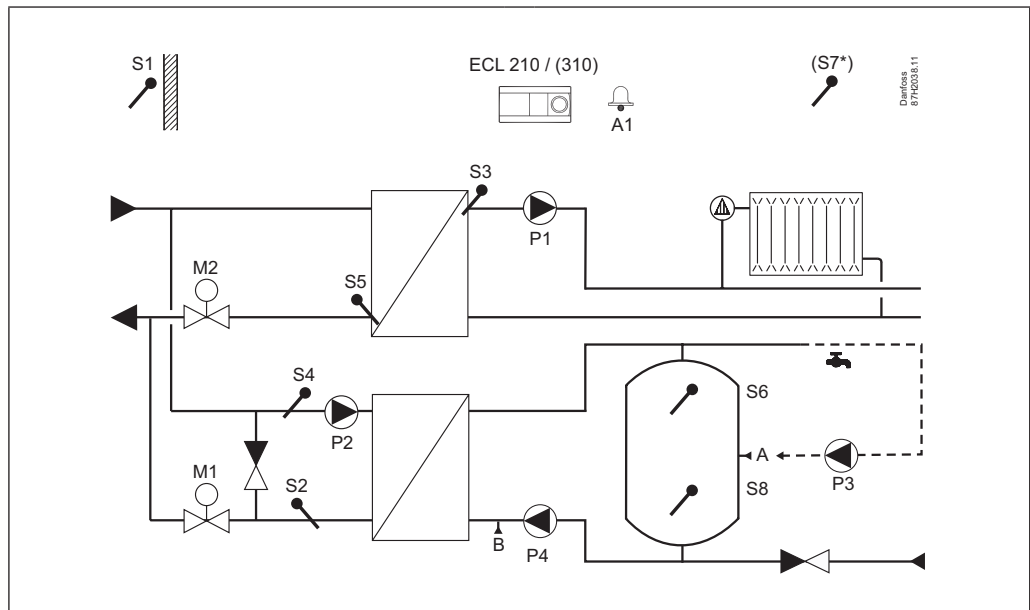 S1
ECL 210 / (310)
(S7*)
Danfoss
87H2038.11
A1
S3
P1
M2
S5
S4
S6
P2
A
M1
S2
S8
P3
B
P4